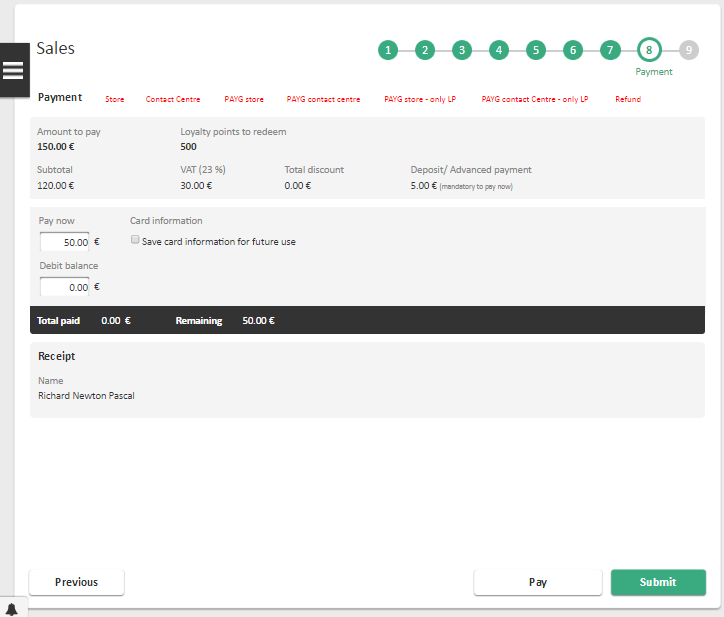 Sales
1 2 3 4 5 6 7 8 9
Payment
Payment Store Contact Centre PAYG store PAYG contact centre PAYG store - only LP PAYG contact Centre - only LP Refund
Amount to pay Loyalty points to redeem
150.00 € 500
Subtotal VAT (23 %) Total discount Deposit/ Advanced payment
120.00 € 30.00 € 0.00 € 5.00 € (mandatory to pay now)
Pay now Card information
50.00 € Save card information for future use
Debit balance
0.00 €
Total paid 0.00 € Remaining 50.00 €
Receipt
Name
Richard Newton Pascal
Previous Pay Submit